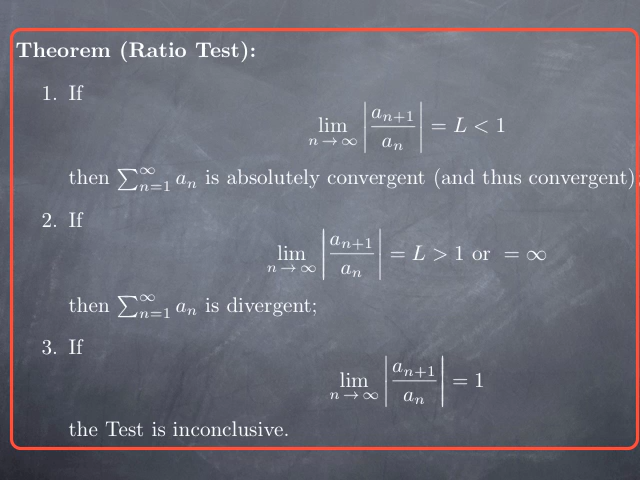 Theorem (Ratio Test):
1. If
lim_{n→∞} |a_{n+1}/a_n| = L < 1
then ∑_{n=1}^{∞} a_n is absolutely convergent (and thus convergent);
2. If
lim_{n→∞} |a_{n+1}/a_n| = L > 1 or = ∞
then ∑_{n=1}^{∞} a_n is divergent;
3. If
lim_{n→∞} |a_{n+1}/a_n| = 1
the Test is inconclusive.